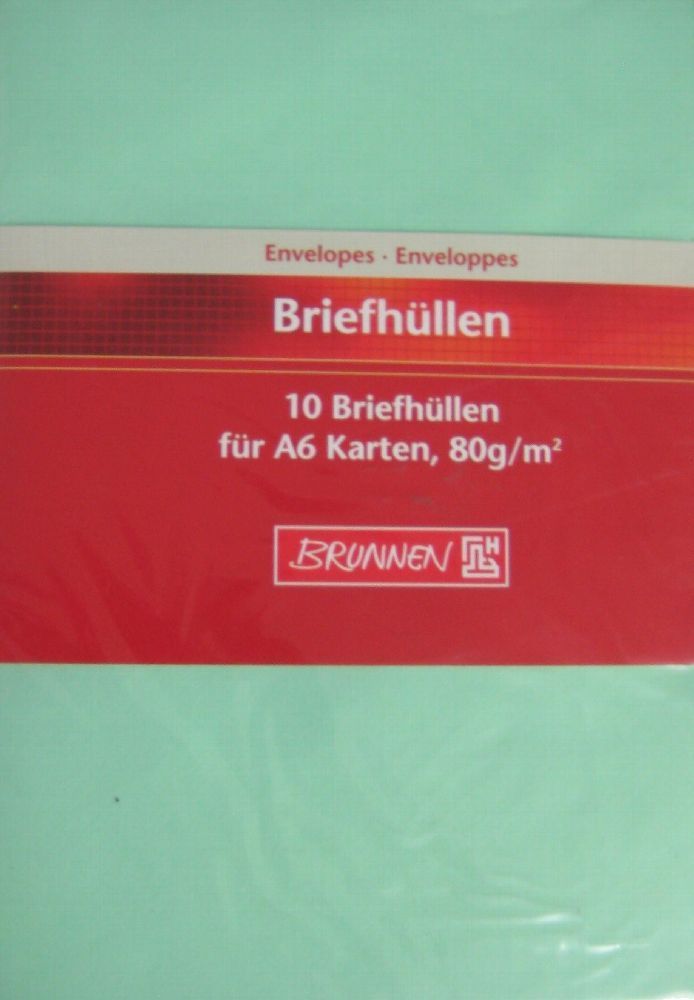 Envelopes · Enveloppes
Briefhüllen
10 Briefhüllen
für A6 Karten, 80g/m²
BRUNNEN